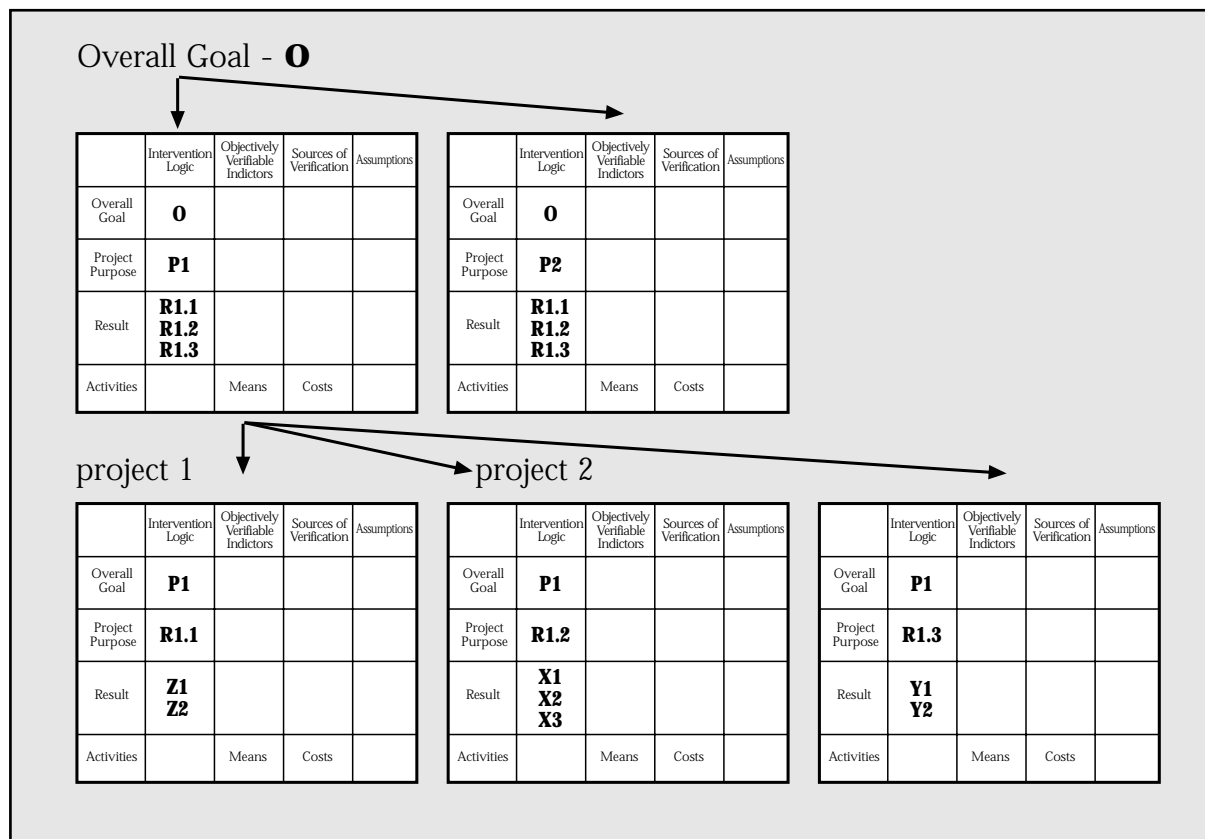 Overall Goal - O
Intervention Logic
Objectively Verifiable Indictors
Sources of Verification
Assumptions
Overall Goal
O
Project Purpose
P1
Result
R1.1
R1.2
R1.3
Activities
Means
Costs
Intervention Logic
Objectively Verifiable Indictors
Sources of Verification
Assumptions
Overall Goal
O
Project Purpose
P2
Result
R1.1
R1.2
R1.3
Activities
Means
Costs
project 1
project 2
Intervention Logic
Objectively Verifiable Indictors
Sources of Verification
Assumptions
Overall Goal
P1
Project Purpose
R1.1
Result
Z1
Z2
Activities
Means
Costs
Intervention Logic
Objectively Verifiable Indictors
Sources of Verification
Assumptions
Overall Goal
P1
Project Purpose
R1.2
Result
X1
X2
X3
Activities
Means
Costs
Intervention Logic
Objectively Verifiable Indictors
Sources of Verification
Assumptions
Overall Goal
P1
Project Purpose
R1.3
Result
Y1
Y2
Activities
Means
Costs